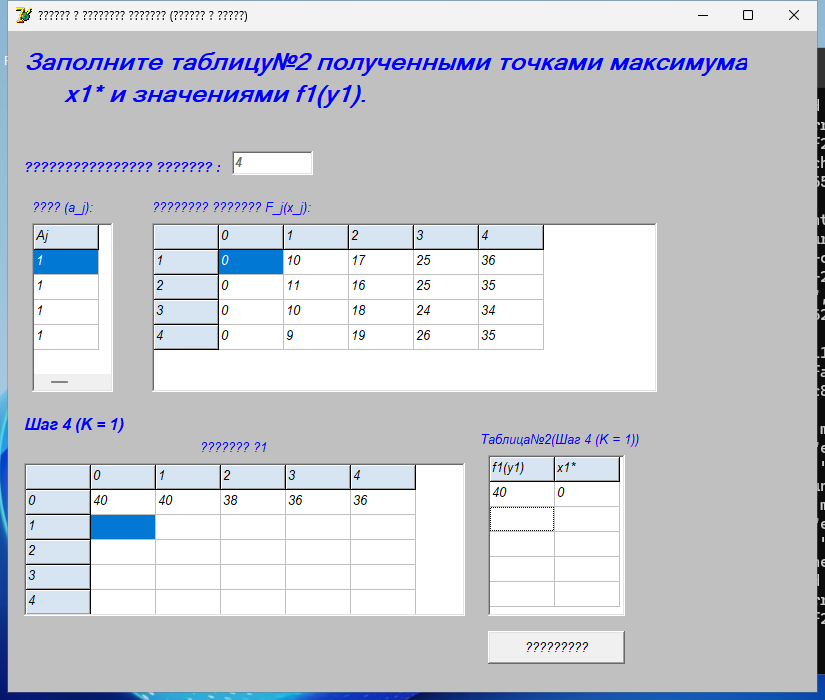 ?????? ? ???????? ??????? (?????? ? ?????)
Заполните таблицу№2 полученными точками максимума
x1* и значениями f1(y1).
???????????????? ??????? : 4
???? (a_j):
Aj
1
1
1
1
???????? ??????? F_j(x_j):
0 1 2 3 4
1 0 10 17 25 36
2 0 11 16 25 35
3 0 10 18 24 34
4 0 9 19 26 35
Шаг 4 (K = 1)
??????? ?1
0 1 2 3 4
0 40 40 38 36 36
1
2
3
4
Таблица№2(Шаг 4 (K = 1))
f1(y1) x1*
40 0
?????????